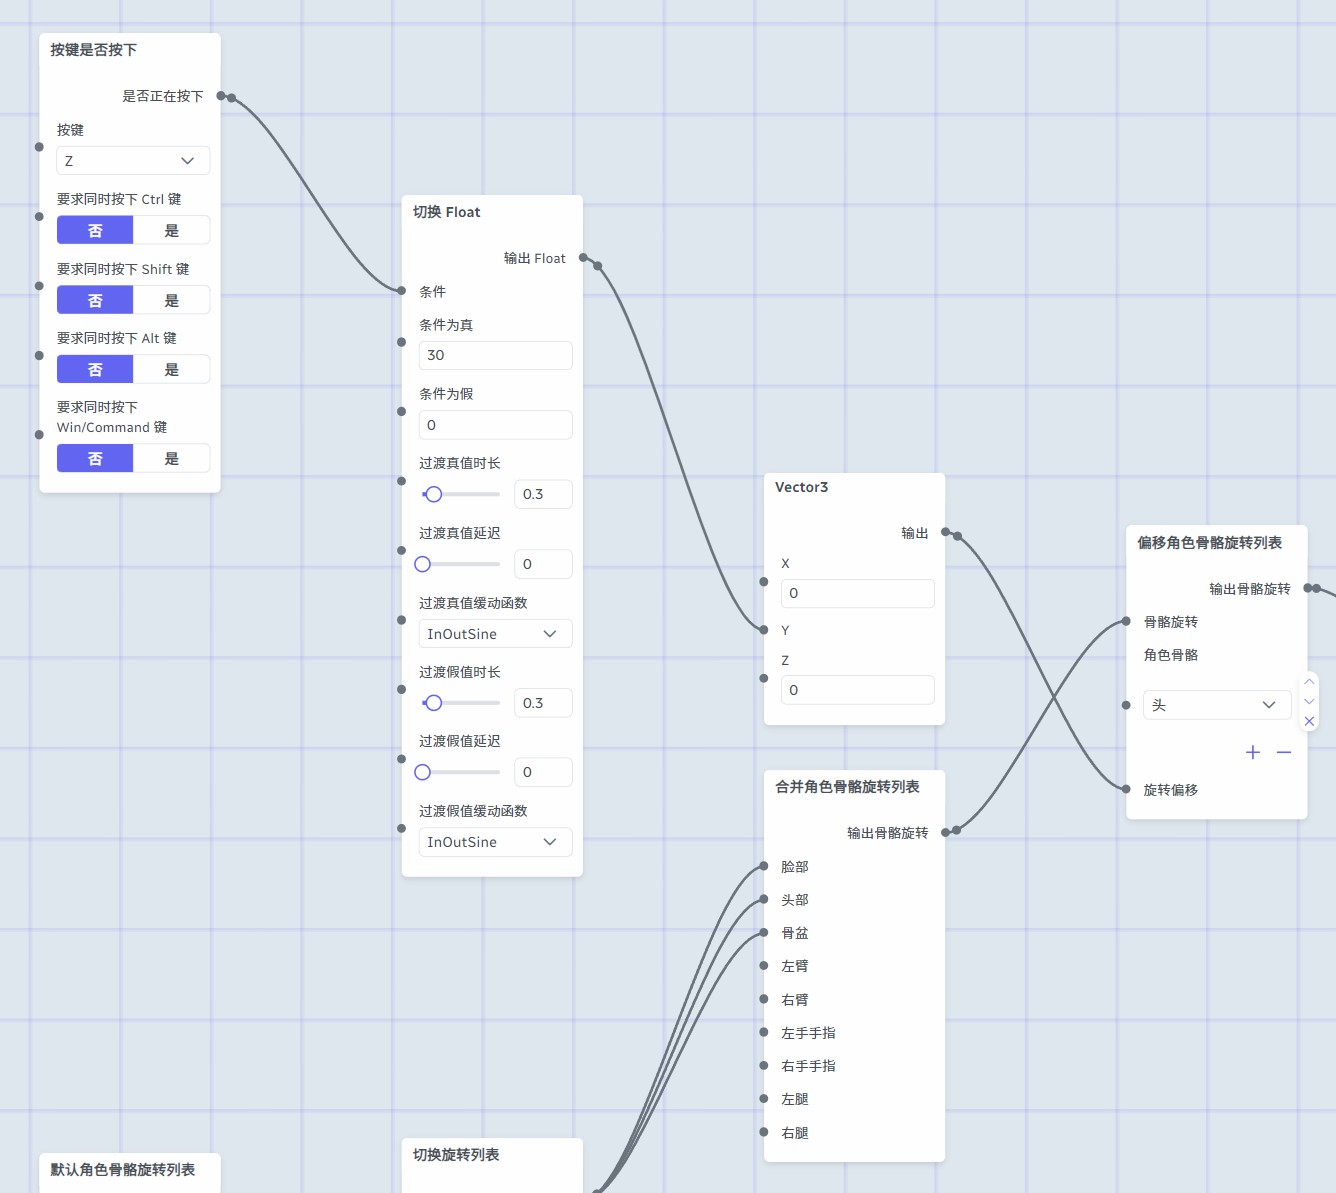 按键是否按下
是否正在按下
按键
Z
要求同时按下 Ctrl 键
否 是
要求同时按下 Shift 键
否 是
要求同时按下 Alt 键
否 是
要求同时按下
Win/Command 键
否 是
切换 Float
输出 Float
条件
条件为真
30
条件为假
0
过渡真值时长
0.3
过渡真值延迟
0
过渡真值缓动函数
InOutSine
过渡假值时长
0.3
过渡假值延迟
0
过渡假值缓动函数
InOutSine
Vector3
输出
X
0
Y
Z
0
偏移角色骨骼旋转列表
输出骨骼旋转
骨骼旋转
角色骨骼
头
旋转偏移
合并角色骨骼旋转列表
输出骨骼旋转
脸部
头部
骨盆
左臂
右臂
左手手指
右手手指
左腿
右腿
默认角色骨骼旋转列表
切换旋转列表